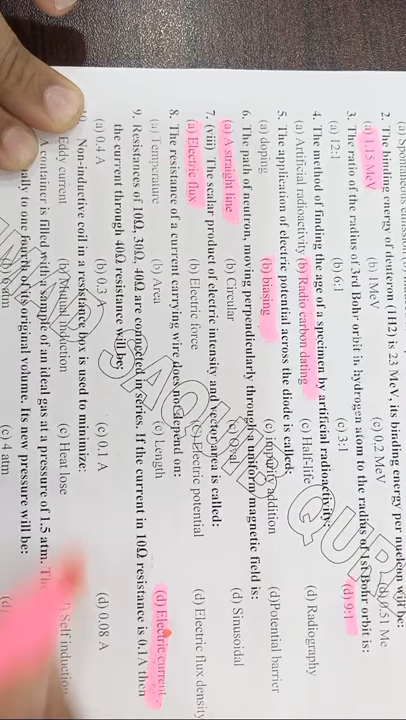 (a) Spontaneous emission
2. The binding energy of deuteron (1H2) is 23 MeV, its binding energy per nucleon will be:
(a) 1.15 MeV (b) 1MeV (c) 0.2 MeV (d) 0.51 Me
3. The ratio of the radius of 3rd Bohr orbit in hydrogen atom to the radius of 1st Bohr orbit is:
(a) 12:1 (b) 6:1 (c) 3:1 (d) 9:1
4. The method of finding the age of a specimen by artificial radioactivity:
(a) Artificial radioactivity (b) Radio carbon dating (c) Half-life (d) Radiography
5. The application of electric potential across the diode is called:
(a) doping (b) biasing (c) impurity addition (d)Potential barrier
6. The path of neutron, moving perpendicularly through a uniform magnetic field is:
(a) A straight line (b) Circular (c) Oval (d) Sinusoidal
7. (viii) The scalar product of electric intensity and vector area is called:
(a) Electric flux (b) Electric force (c) Electric potential (d) Electric flux density
8. The resistance of a current carrying wire does not depend on:
(a) Temperature (b) Area (c) Length (d) Electric current
9. Resistances of 10Ω, 30Ω, 40Ω are connected in series. If the current in 10Ω resistance is 0.1A then
the current through 40Ω resistance will be:
(a) 0.4 A (b) 0.3 A (c) 0.1 A (d) 0.08 A
Non-inductive coil in a resistance box is used to minimize:
Eddy current (b) Mutual induction (c) Heat lose Self induction
A container is filled with a sample of an ideal gas at a pressure of 1.5 atm.
to one fourth of its original volume. Its new pressure will be:
(c) 4 atm